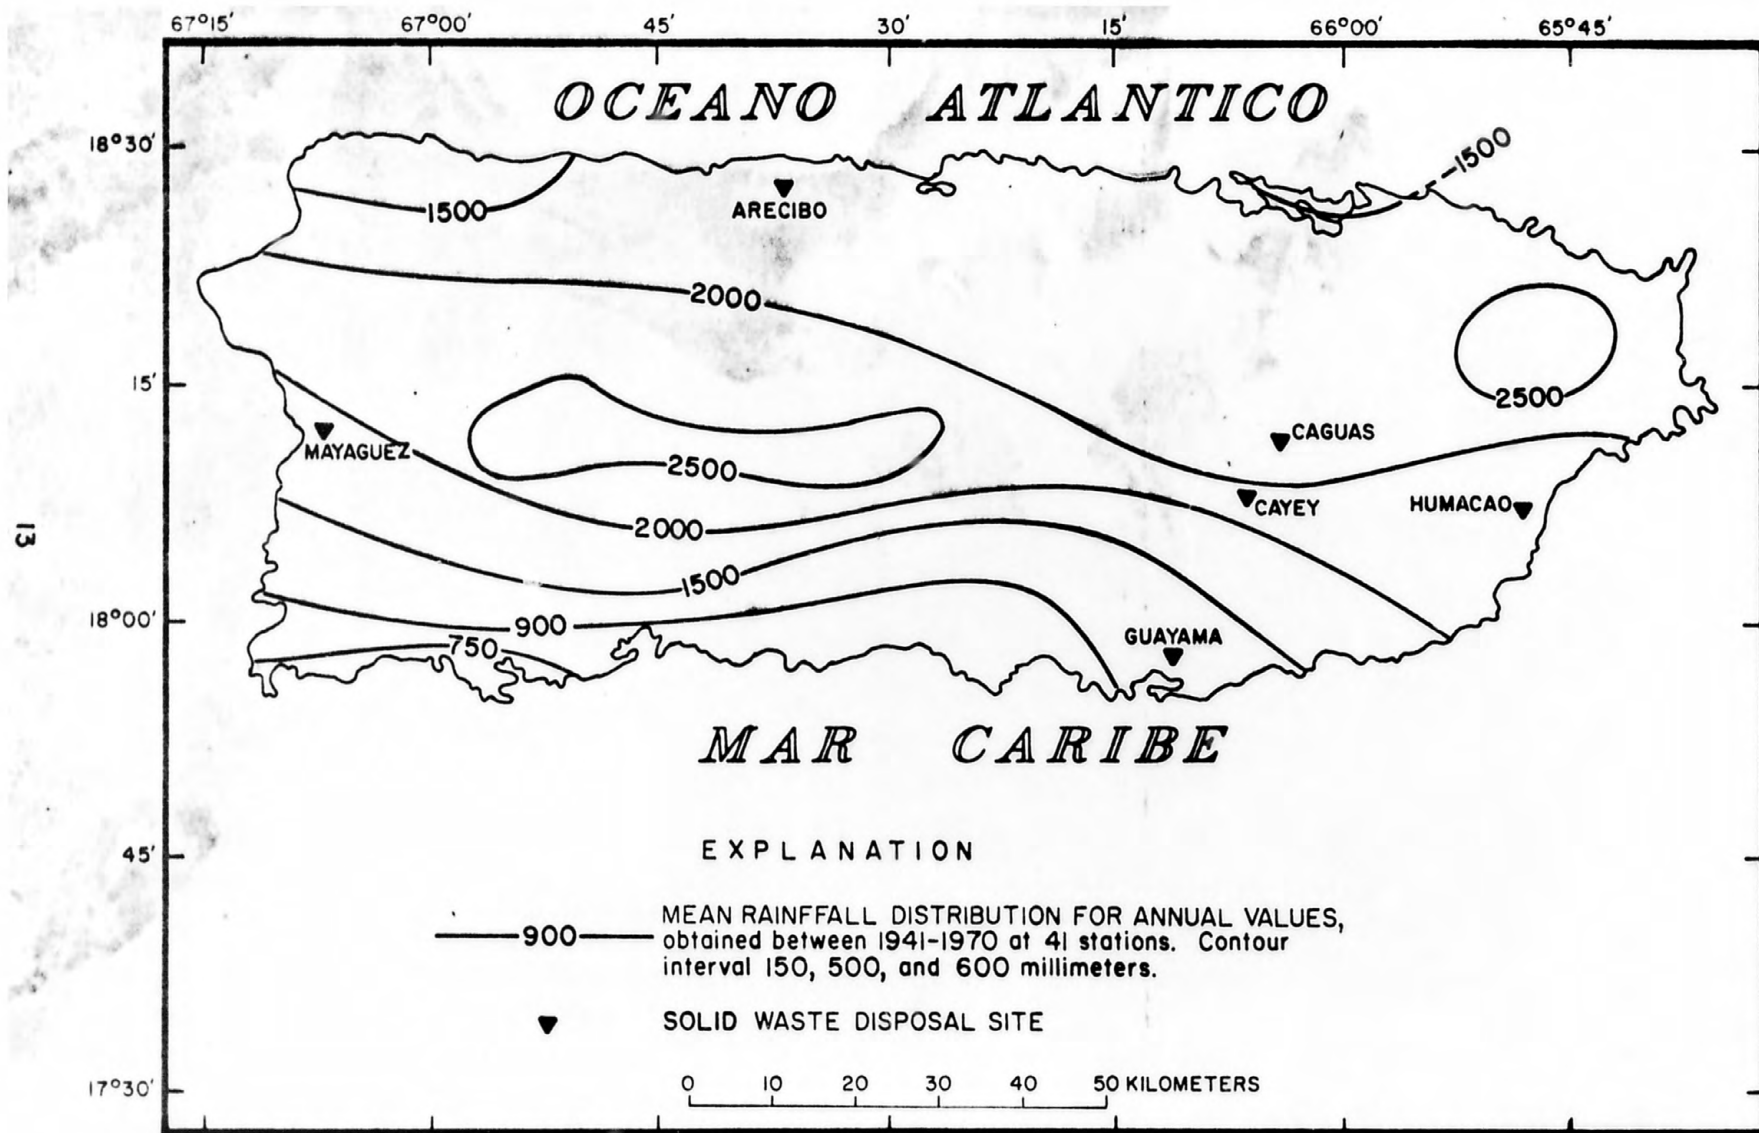 67°15' 67°00' 45' 30' 15' 66°00' 65°45'
OCEANO ATLANTICO
18°30'
1500
1500
ARECIBO
2000
15'
2500
CAGUAS
MAYAGUEZ
2500
CAYEY
HUMACAO
2000
1500
13
18°00'
900
GUAYAMA
750
MAR CARIBE
45'
EXPLANATION
900
MEAN RAINFFALL DISTRIBUTION FOR ANNUAL VALUES,
obtained between 1941-1970 at 41 stations. Contour
interval 150, 500, and 600 millimeters.
SOLID WASTE DISPOSAL SITE
17°30'
0 10 20 30 40 50 KILOMETERS